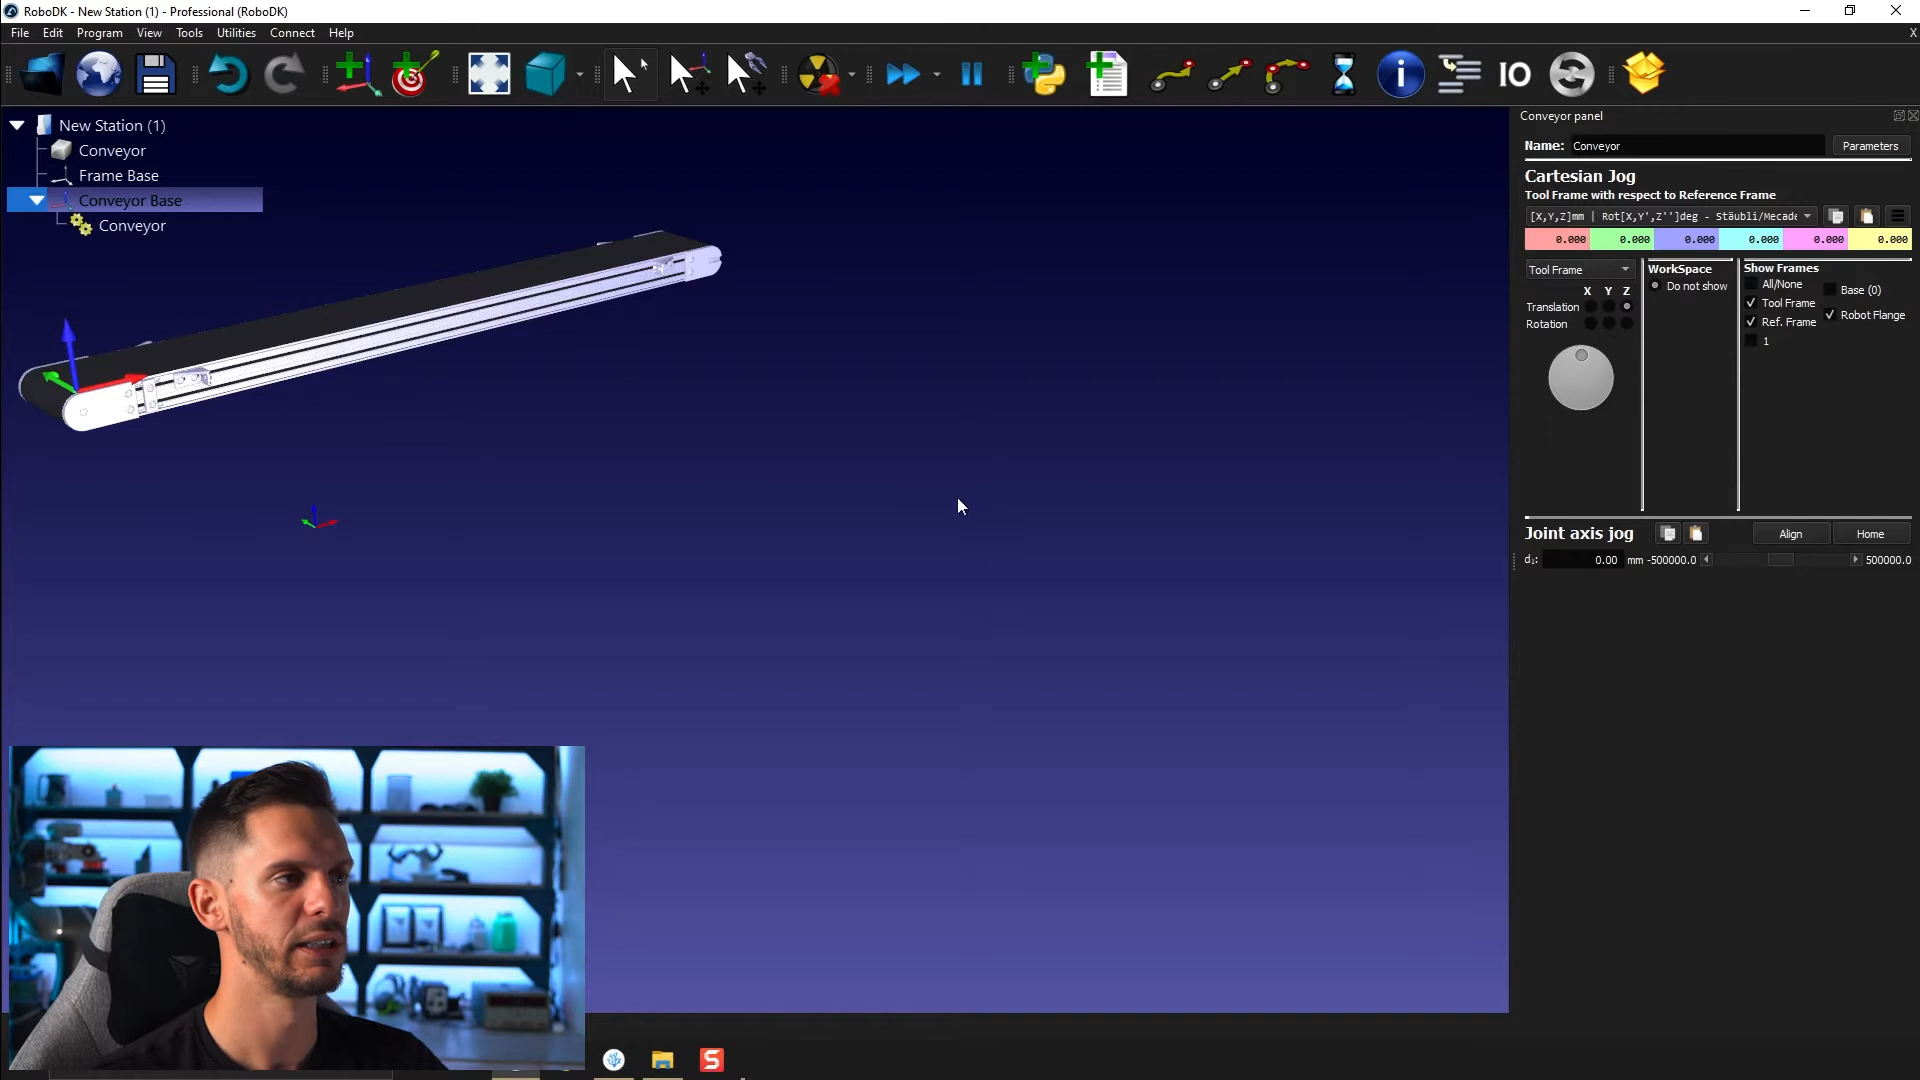 RoboDK - New Station (1) - Professional (RoboDK)
File Edit Program View Tools Utilities Connect Help X
IO
New Station (1)
Conveyor
Frame Base
Conveyor Base
Conveyor
Conveyor panel
Name: Conveyor Parameters
Cartesian Jog
Tool Frame with respect to Reference Frame
[X,Y,Z]mm | Rot[X,Y',Z'']deg - Stäubli/Mecade
0.000 0.000 0.000 0.000 0.000 0.000
Tool Frame
X Y Z
Translation
Rotation
WorkSpace
Do not show
Show Frames
All/None Base (0)
Tool Frame
Robot Flange
Ref. Frame
1
Joint axis jog Align Home
d₁: 0.00 mm -500000.0 500000.0
S